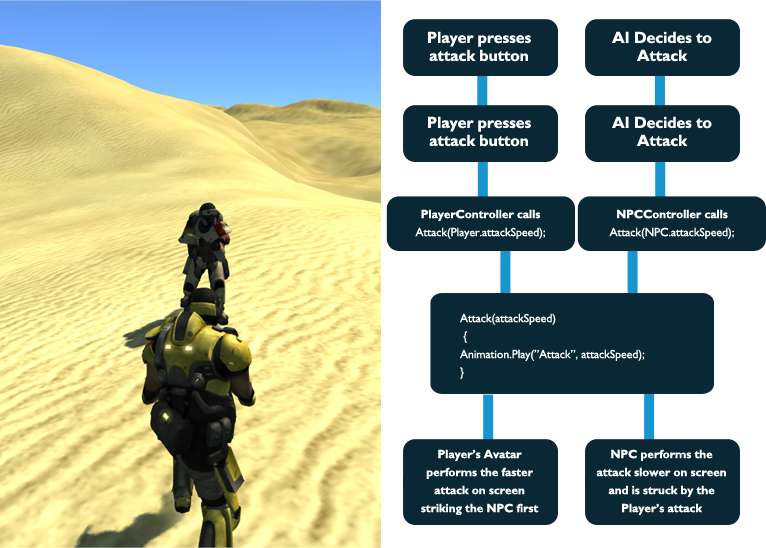 Player presses
attack button
AI Decides to
Attack
Player presses
attack button
AI Decides to
Attack
PlayerController calls
Attack(Player.attackSpeed);
NPCController calls
Attack(NPC.attackSpeed);
Attack(attackSpeed)
{
Animation.Play(”Attack”, attackSpeed);
}
Player’s Avatar
performs the faster
attack on screen
striking the NPC first
NPC performs the
attack slower on screen
and is struck by the
Player’s attack